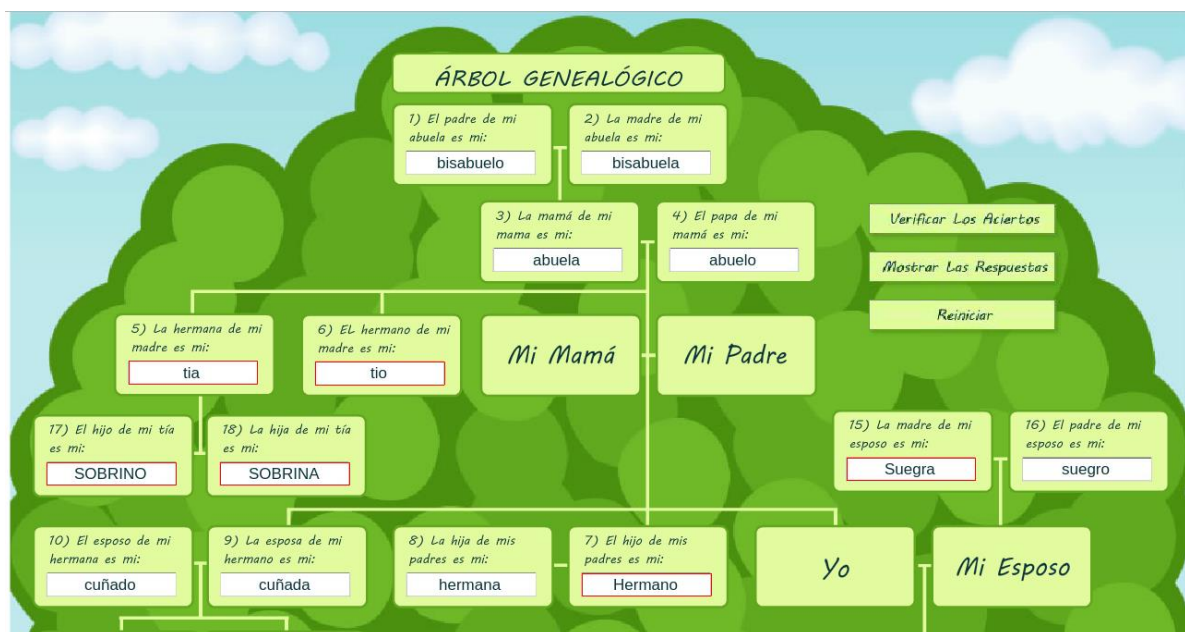 ÁRBOL GENEALÓGICO
1) El padre de mi
abuela es mi:
bisabuelo
2) La madre de mi
abuela es mi:
bisabuela
3) La mamá de mi
mama es mi:
abuela
4) El papa de mi
mamá es mi:
abuelo
Verificar Los Aciertos
Mostrar Las Respuestas
Reiniciar
5) La hermana de mi
madre es mi:
tia
6) EL hermano de mi
madre es mi:
tio
Mi Mamá
Mi Padre
17) El hijo de mi tía
es mi:
SOBRINO
18) La hija de mi tía
es mi:
SOBRINA
15) La madre de mi
esposo es mi:
Suegra
16) El padre de mi
esposo es mi:
suegro
10) El esposo de mi
hermana es mi:
cuñado
9) La esposa de mi
hermano es mi:
cuñada
8) La hija de mis
padres es mi:
hermana
7) El hijo de mis
padres es mi:
Hermano
Yo
Mi Esposo